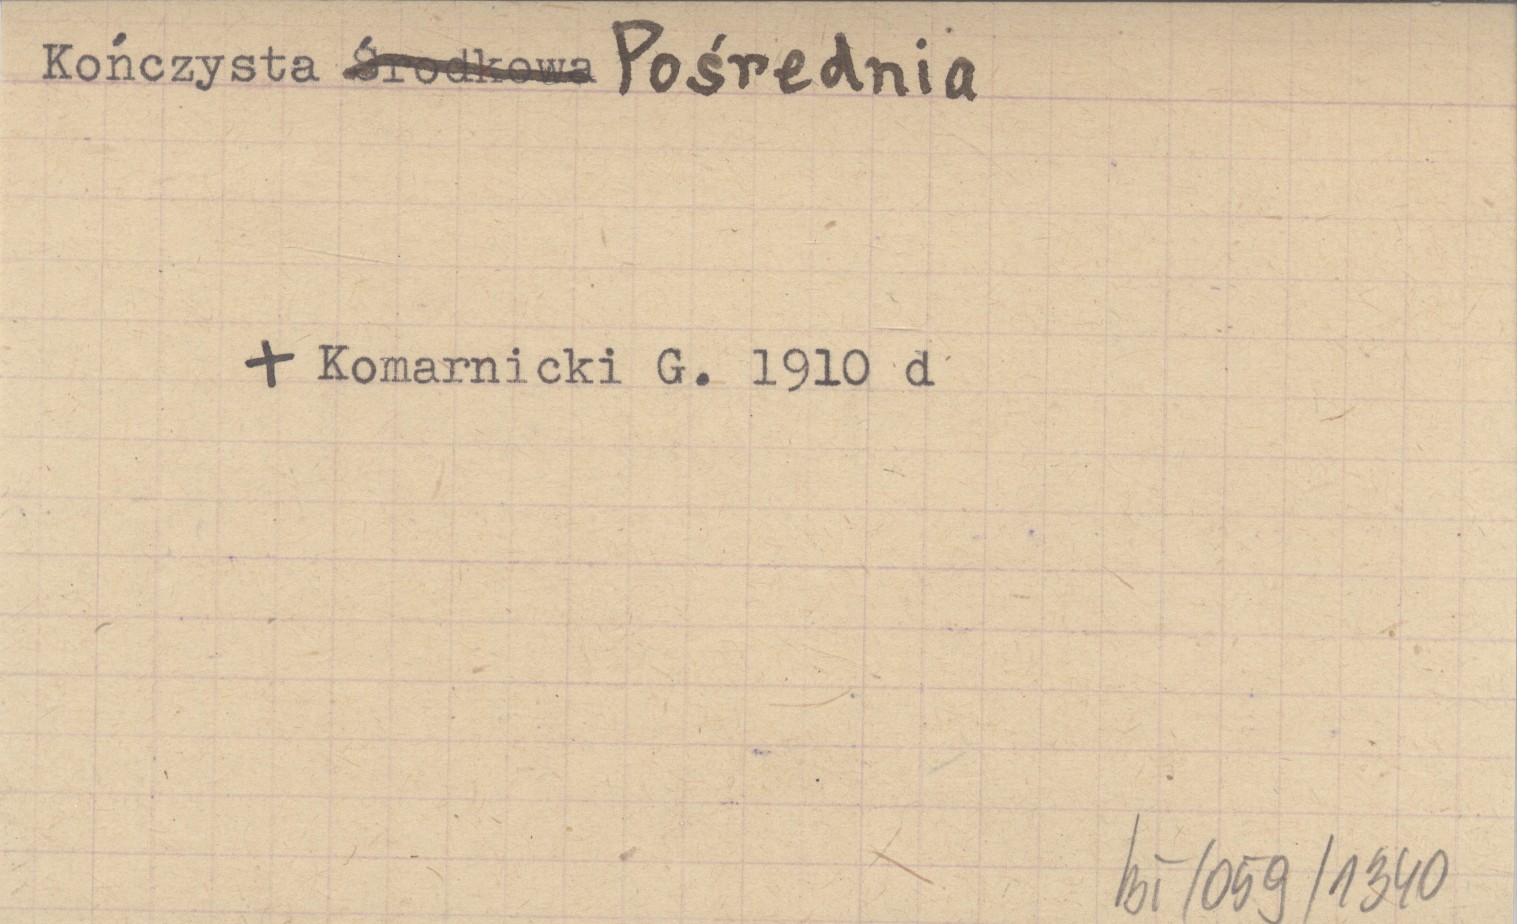 Kończysta Środkowa Pośrednia
+ Komarnicki G. 1910 d
bi/059/1340